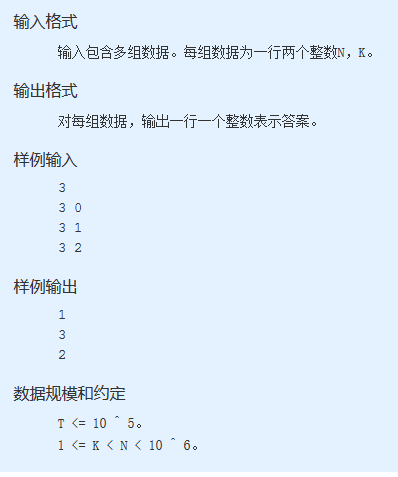 输入格式
输入包含多组数据。每组数据为一行两个整数N，K。
输出格式
对每组数据，输出一行一个整数表示答案。
样例输入
3
3 0
3 1
3 2
样例输出
1
3
2
数据规模和约定
T <= 10 ^ 5。
1 <= K < N < 10 ^ 6。